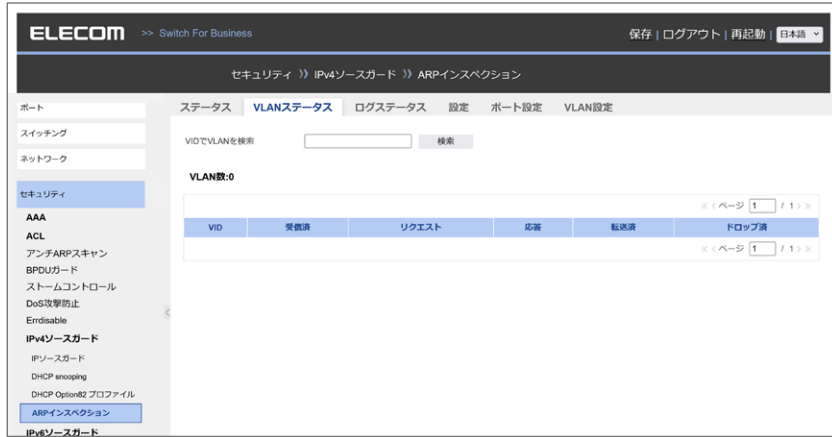 ELECOM >> Switch For Business 保存 | ログアウト | 再起動 | 日本語
セキュリティ 》 IPv4ソースガード 》 ARPインスペクション
ポート
スイッチング
ネットワーク
セキュリティ
AAA
ACL
アンチARPスキャン
BPDUガード
ストームコントロール
DoS攻撃防止
Errdisable
IPv4ソースガード
IPソースガード
DHCP snooping
DHCP Option82 プロファイル
ARPインスペクション
IPv6ソースガード
ステータス VLANステータス ログステータス 設定 ポート設定 VLAN設定
VIDでVLANを検索 検索
VLAN数:0
« ‹ ページ 1 / 1 › »
VID 受信済 リクエスト 応答 転送済 ドロップ済
« ‹ ページ 1 / 1 › »